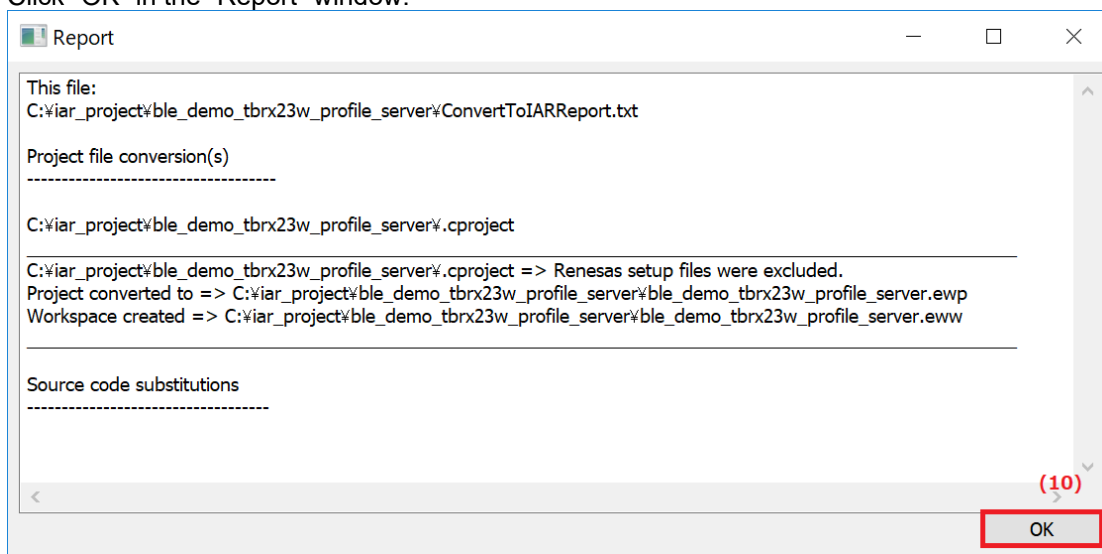 Click "OK" in the "Report" window.
Report
This file:
C:¥iar_project¥ble_demo_tbrx23w_profile_server¥ConvertToIARReport.txt
Project file conversion(s)
------------------------------------
C:¥iar_project¥ble_demo_tbrx23w_profile_server¥.cproject
C:¥iar_project¥ble_demo_tbrx23w_profile_server¥.cproject => Renesas setup files were excluded.
Project converted to => C:¥iar_project¥ble_demo_tbrx23w_profile_server¥ble_demo_tbrx23w_profile_server.ewp
Workspace created => C:¥iar_project¥ble_demo_tbrx23w_profile_server¥ble_demo_tbrx23w_profile_server.eww
Source code substitutions
-----------------------------------
(10)
OK